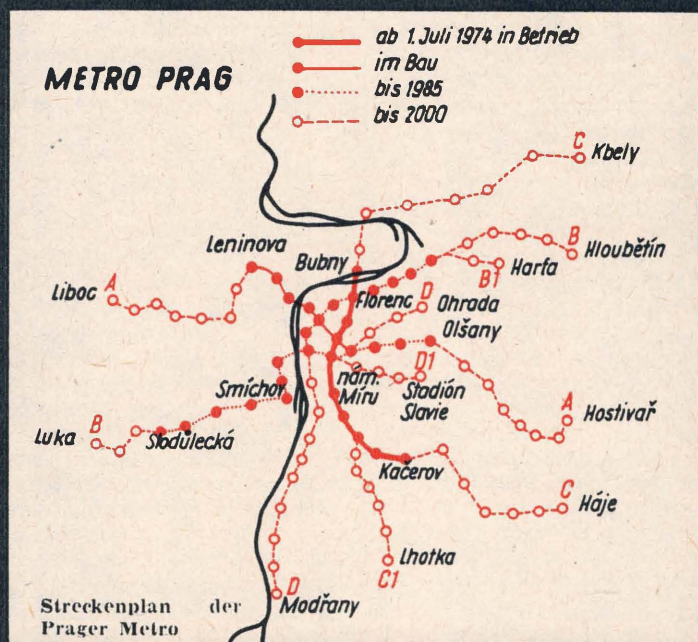 METRO PRAG
ab 1. Juli 1974 in Betrieb
im Bau
bis 1985
bis 2000
C Kbely
Leninova
Bubny
B Hloubětín
B1 Harfa
Liboc A
Florenc
D Ohrada
Olšany
D1
nám.
Míru
Stadión
Slavie
Smíchov
A Hostivař
Luka B
Stodůlecká
Kačerov
C Háje
Lhotka
C1
D Modřany
Streckenplan der
Prager Metro